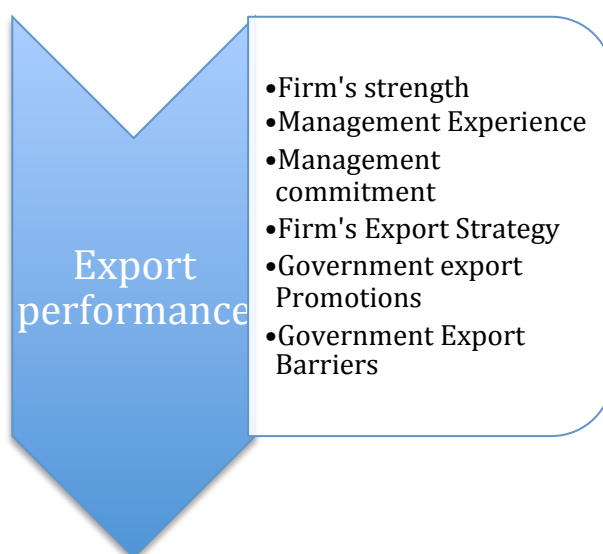 Export
performance
•Firm's strength
•Management Experience
•Management
commitment
•Firm's Export Strategy
•Government export
Promotions
•Government Export
Barriers